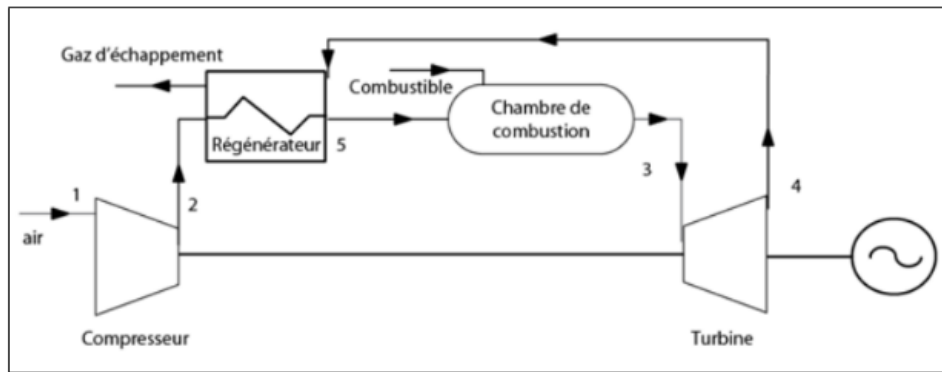 Gaz d'échappement
Combustible
Chambre de
combustion
Régénérateur
5
1
2
3
4
air
Compresseur
Turbine